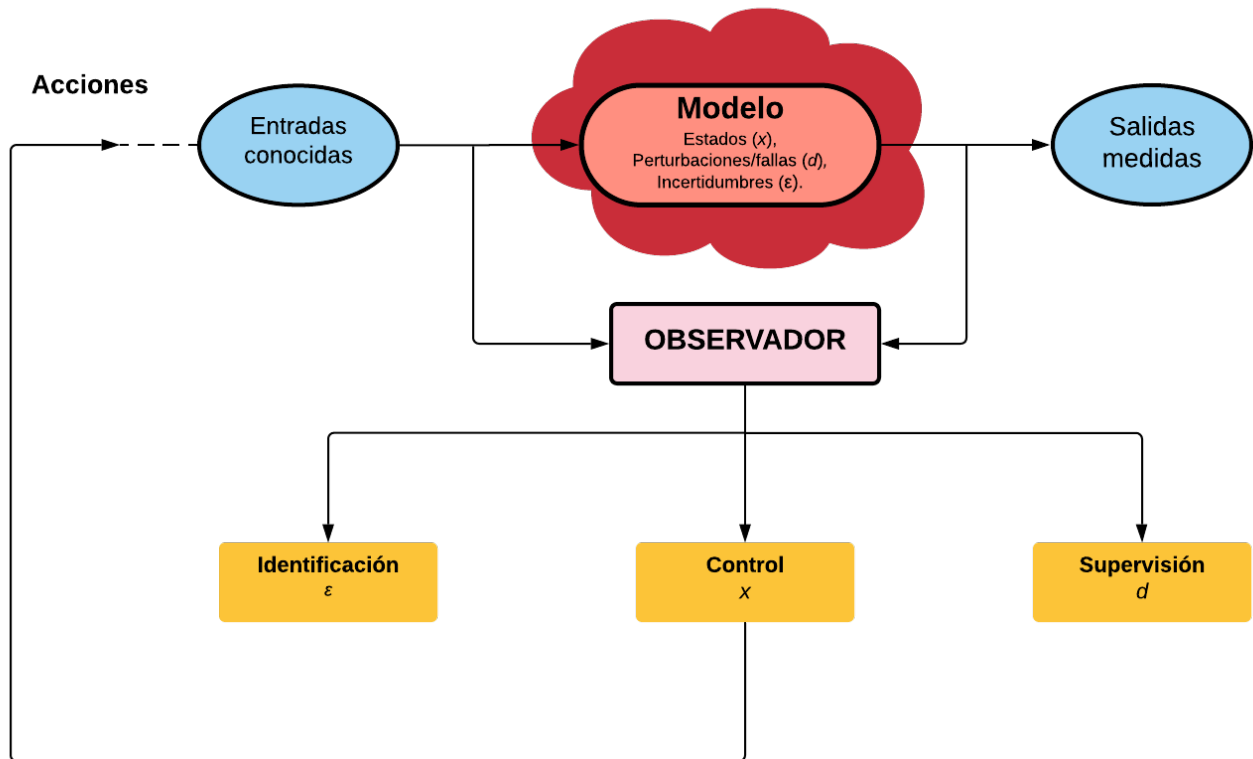 Acciones
Entradas
conocidas
Modelo
Estados (x),
Perturbaciones/fallas (d),
Incertidumbres (ε).
Salidas
medidas
OBSERVADOR
Identificación
ε
Control
x
Supervisión
d